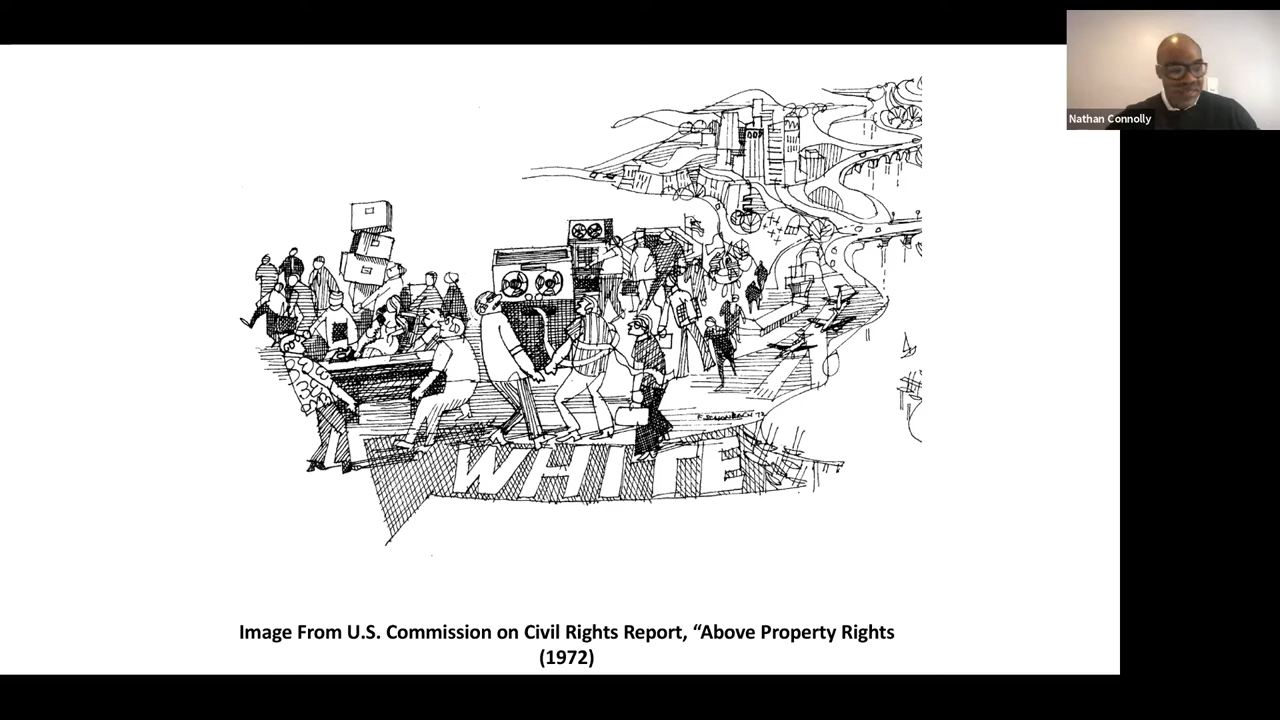 Nathan Connolly
WHITE
Image From U.S. Commission on Civil Rights Report, “Above Property Rights
(1972)